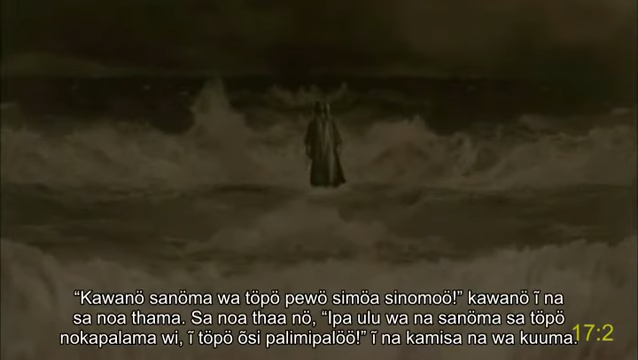 “Kawanö sanöma wa töpö pewö simöa sinomoö!” kawanö ĩ na
sa noa thama. Sa noa thaa nö, “Ipa ulu wa na sanöma sa töpö
nokapalama wi, ĩ töpö õsi palimipalöö!” ĩ na kamisa na wa kuuma.
17:2